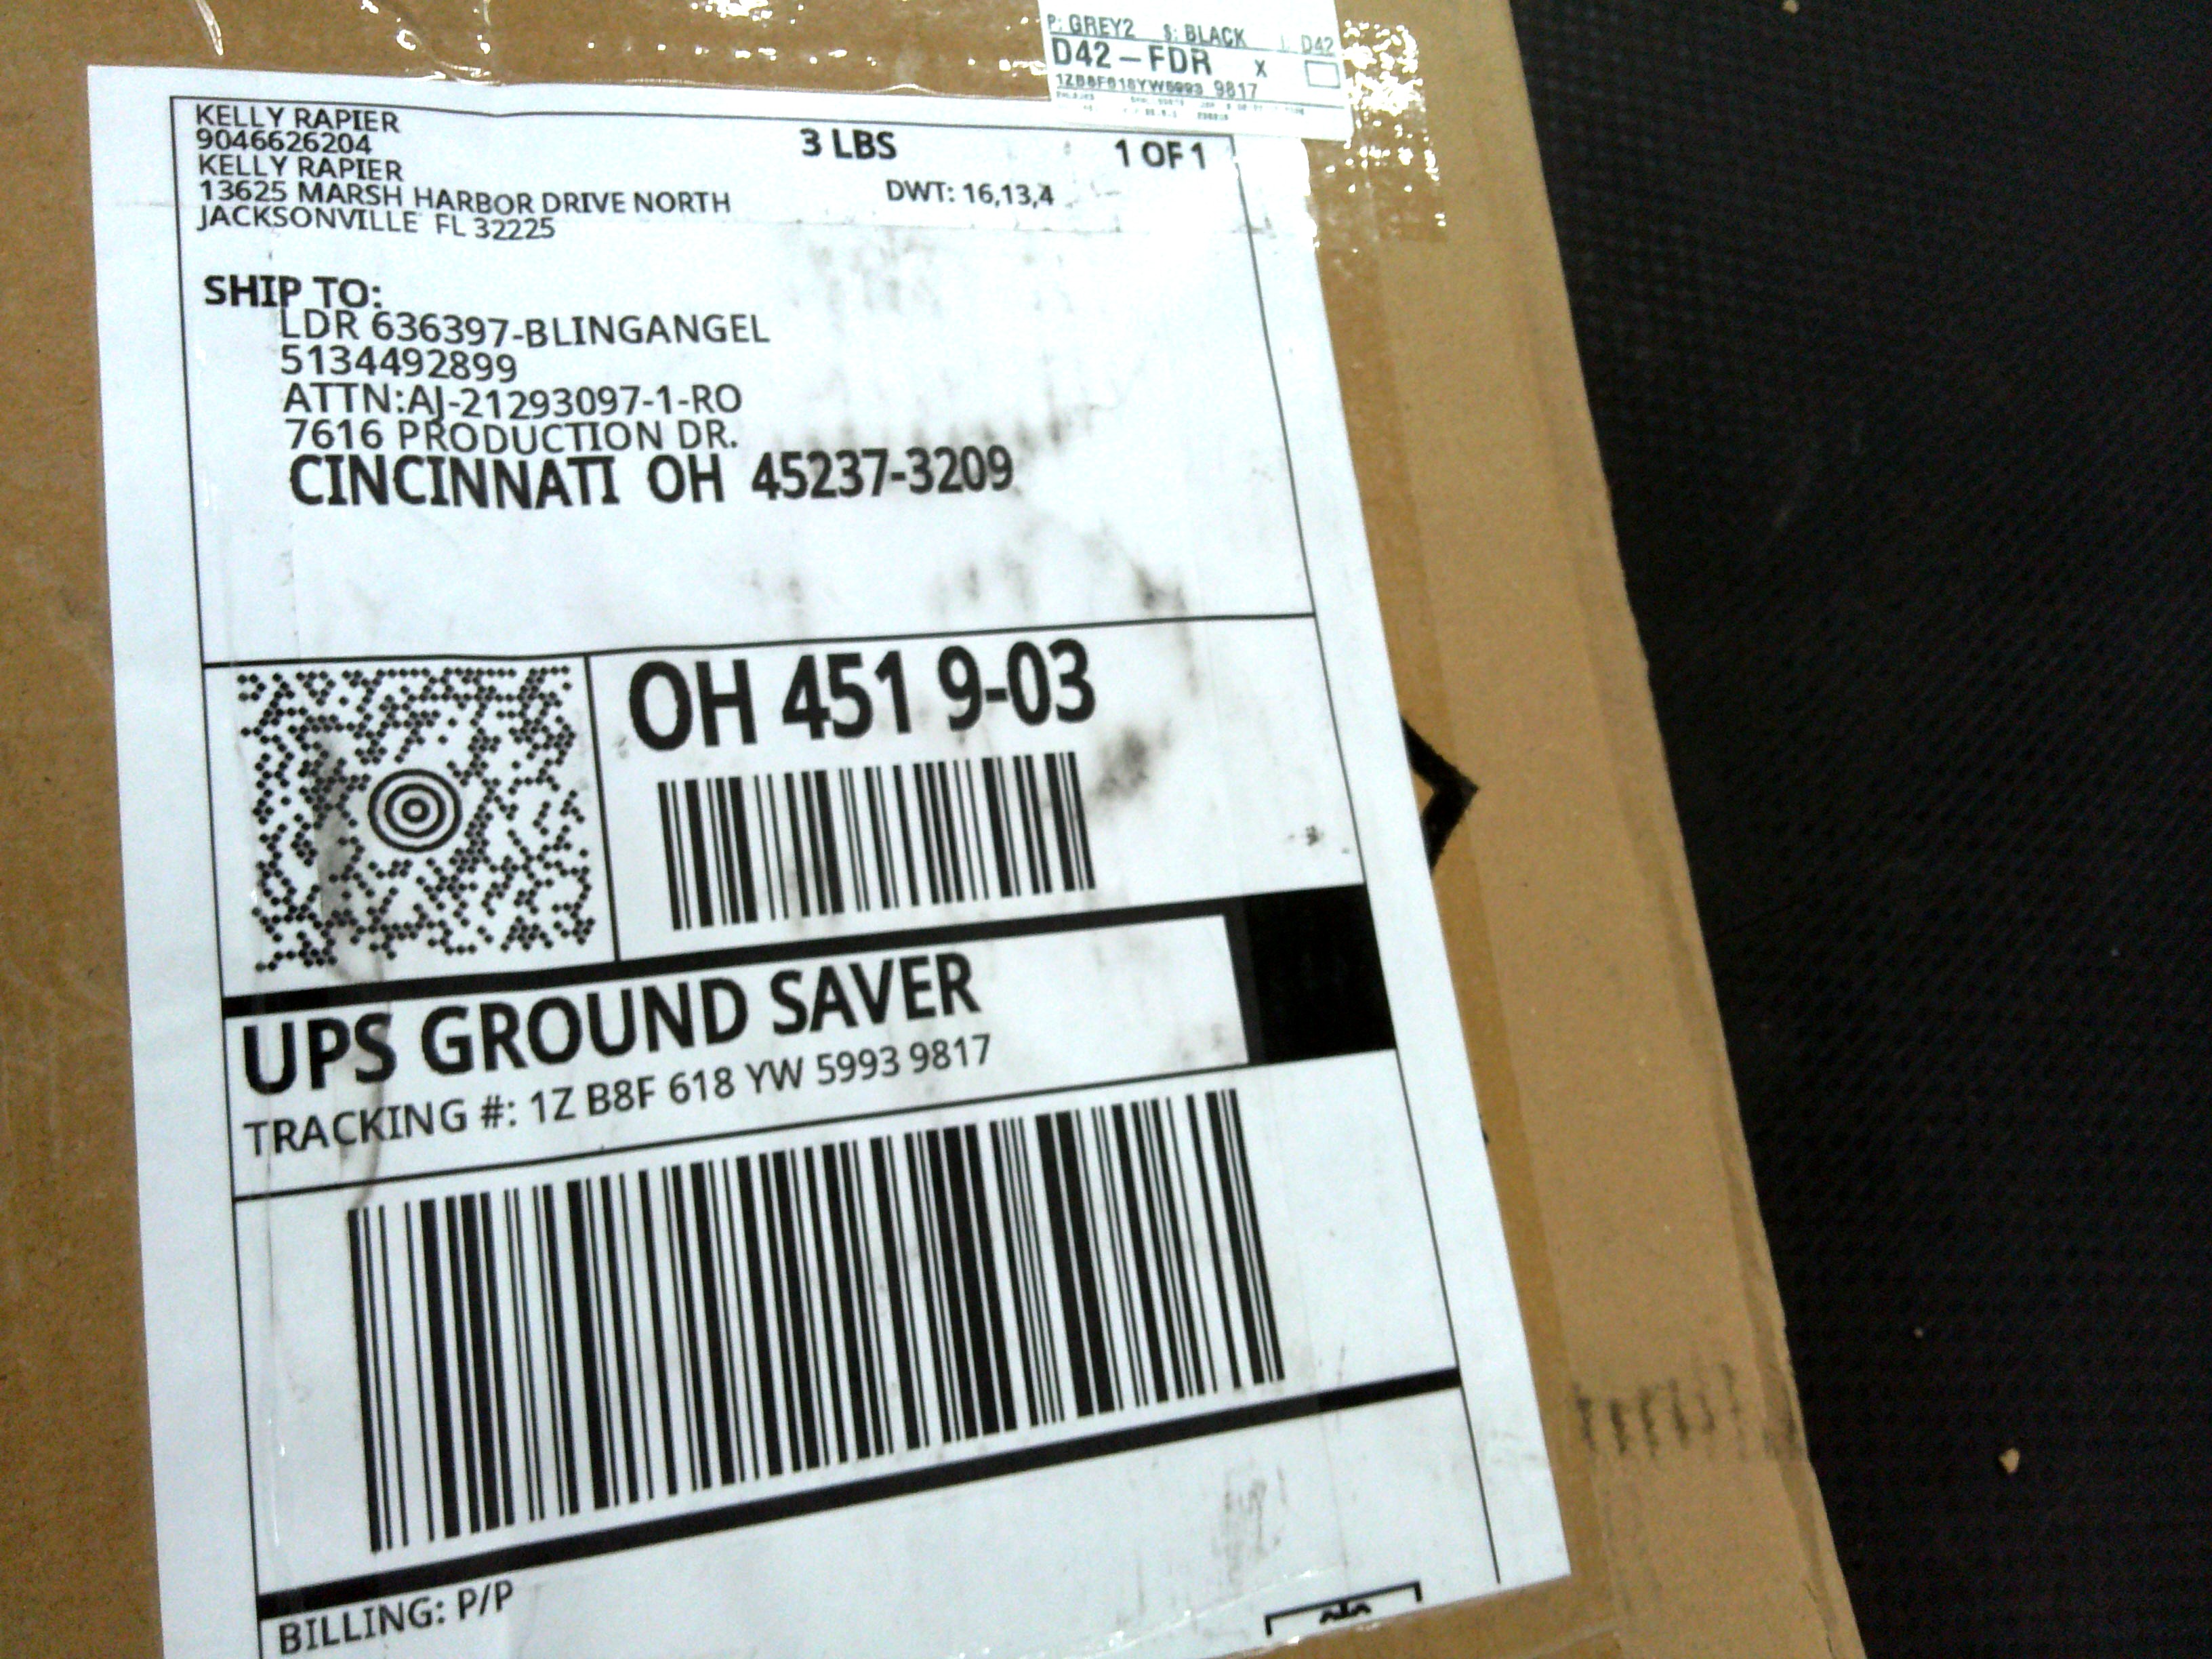 P: GREY2 S: BLACK D42
D42-FDR X
1ZB8F618YW5993 9817
KELLY RAPIER
9046626204
3 LBS 1 OF 1
KELLY RAPIER
13625 MARSH HARBOR DRIVE NORTH
DWT: 16,13,4
JACKSONVILLE FL 32225
SHIP TO:
LDR 636397-BLINGANGEL
5134492899
ATTN:AJ-21293097-1-RO
7616 PRODUCTION DR.
CINCINNATI OH 45237-3209
OH 451 9-03
UPS GROUND SAVER
TRACKING #: 1Z B8F 618 YW 5993 9817
BILLING: P/P